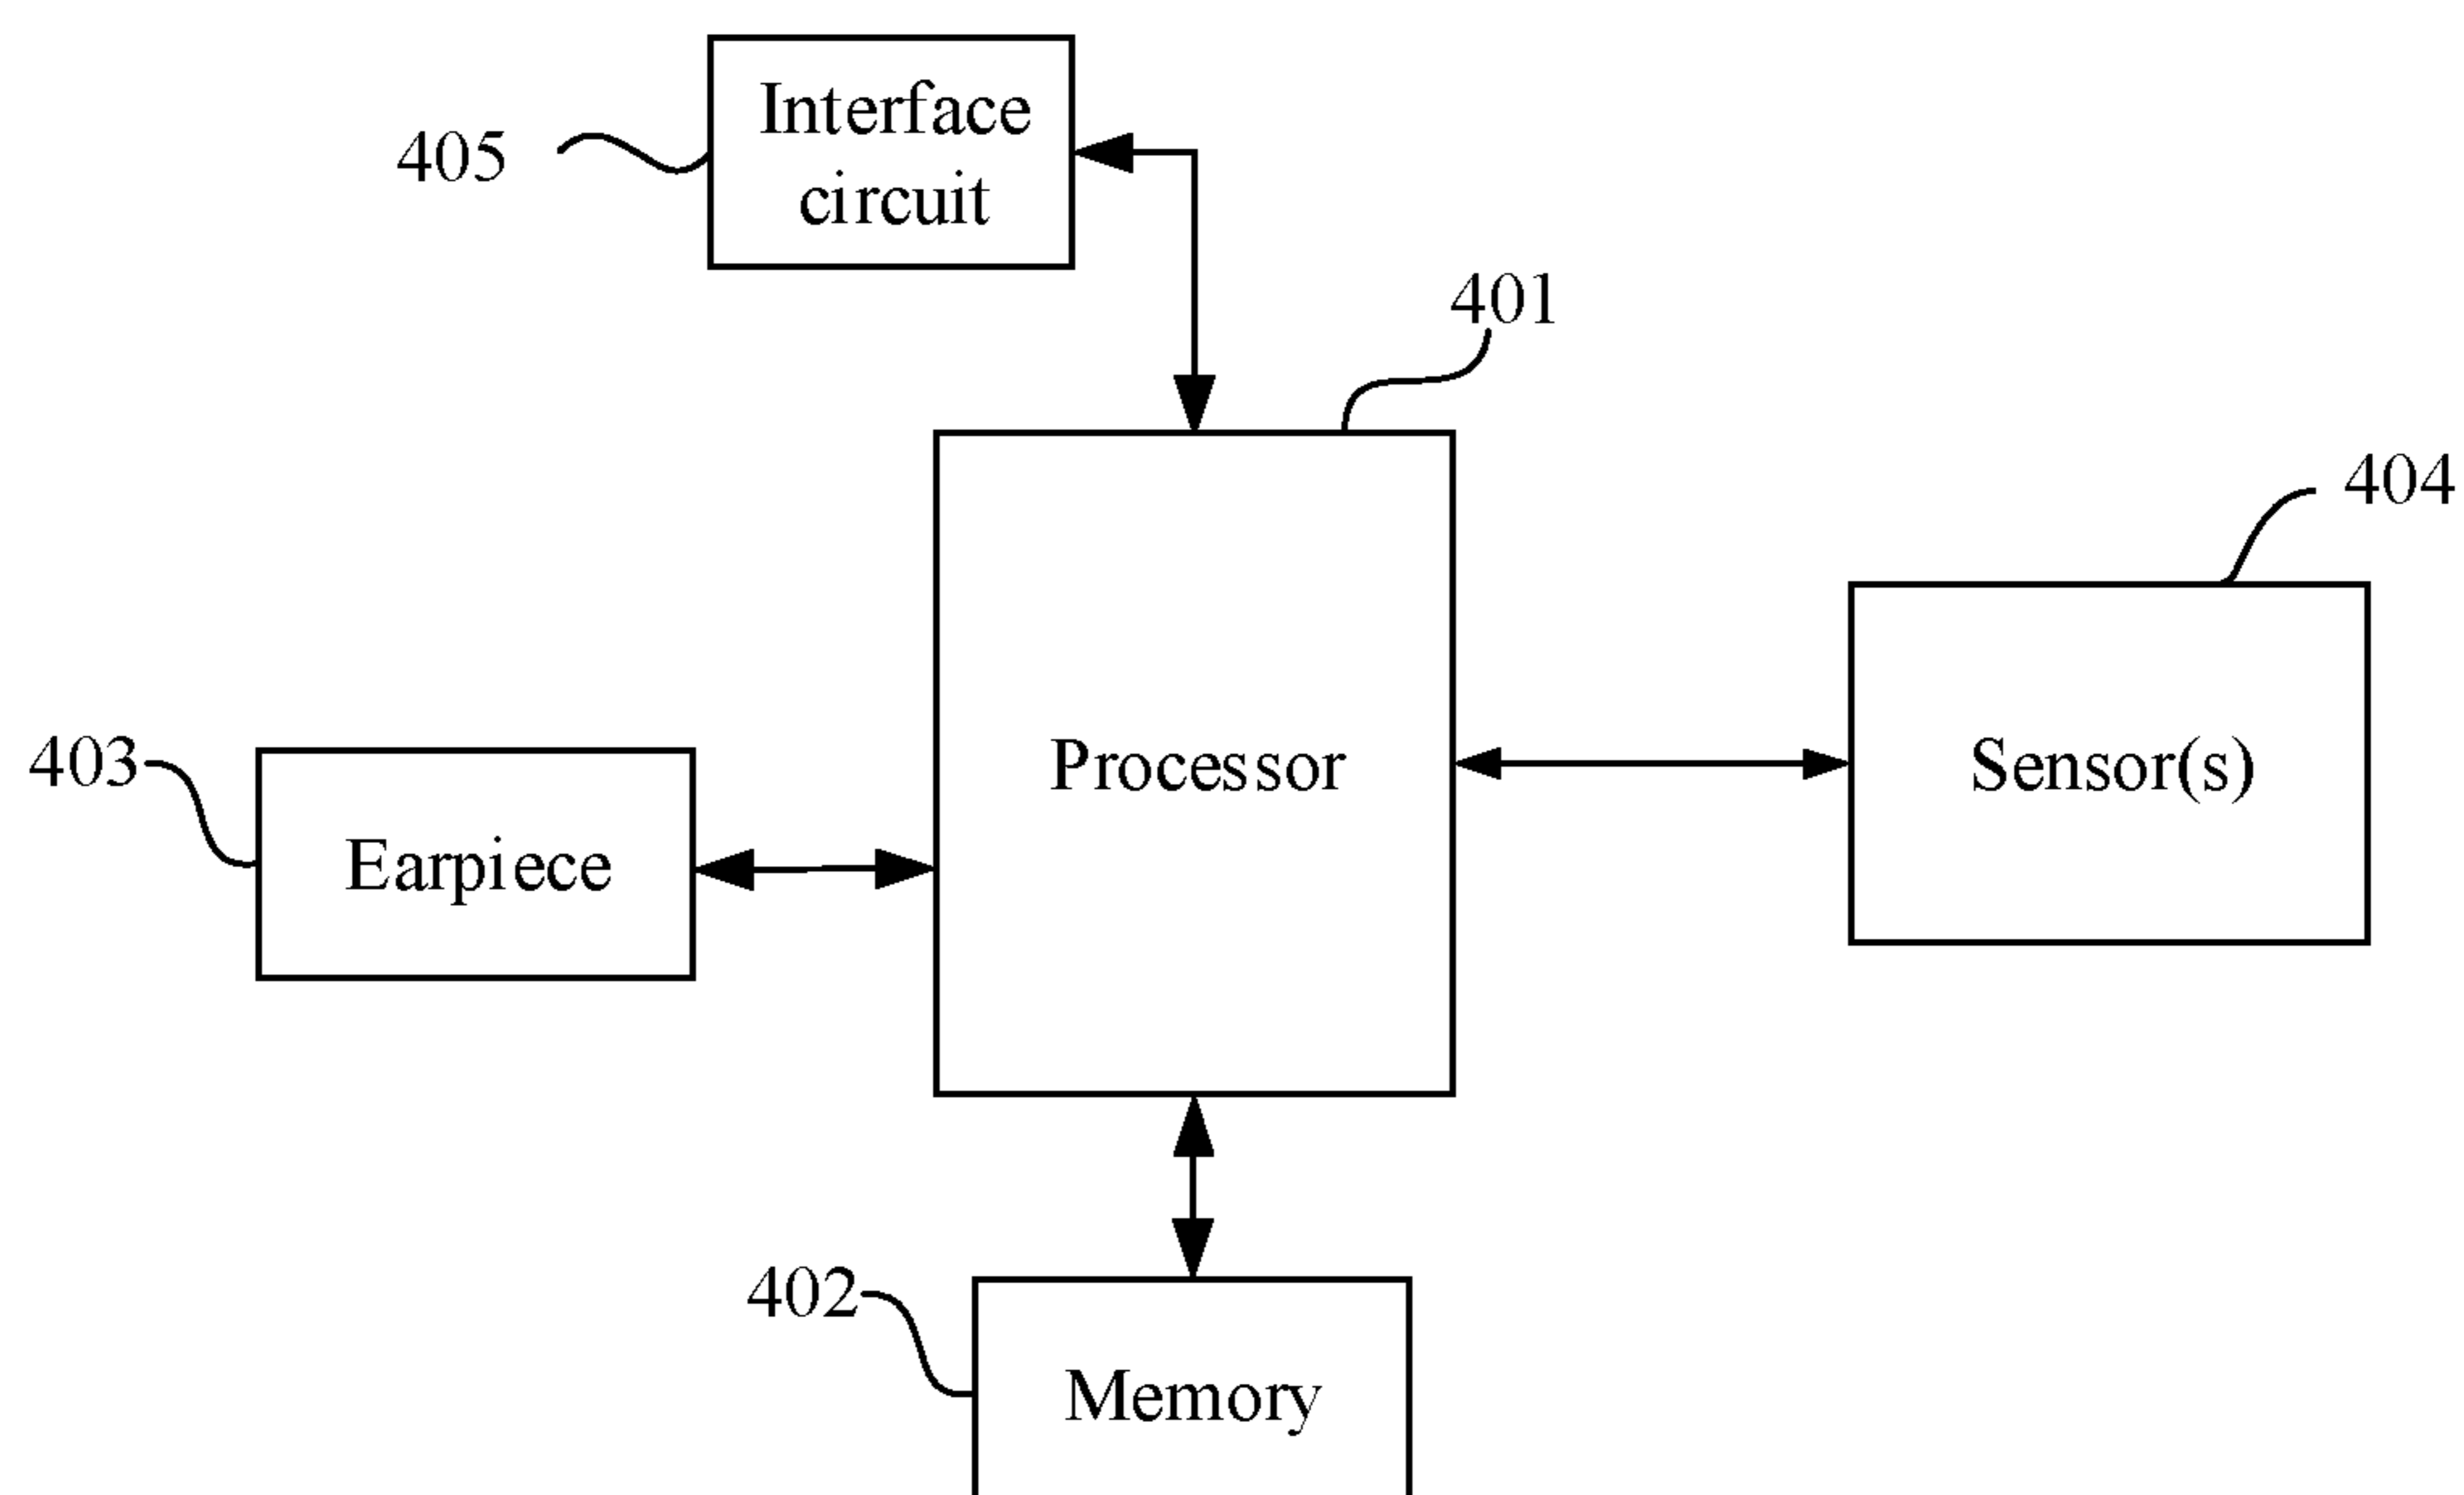 Interface
circuit
405
401
404
403
Processor
Sensor(s)
Earpiece
402
Memory